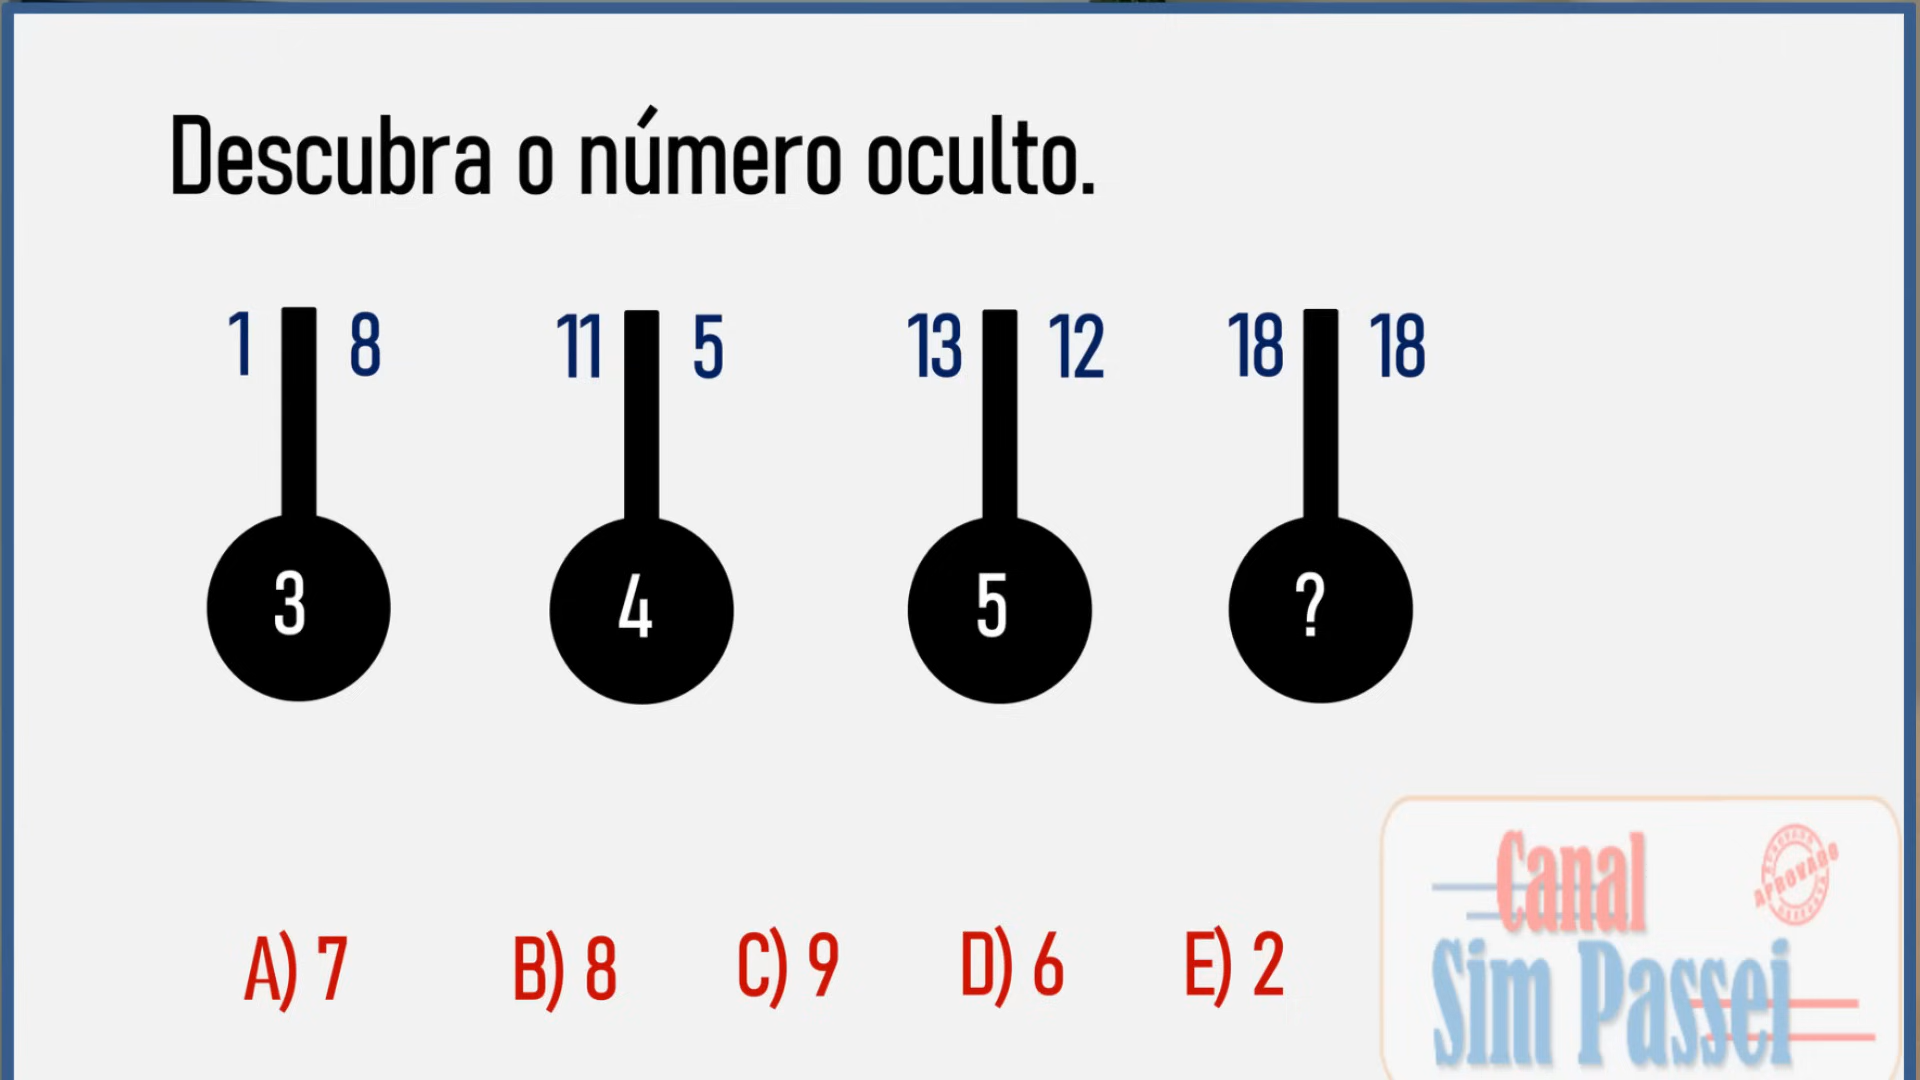 Descubra o número oculto.
1 8 11 5 13 12 18 18
3 4 5 ?
A) 7 B) 8 C) 9 D) 6 E) 2
Canal
APROVADO
Sim Passei